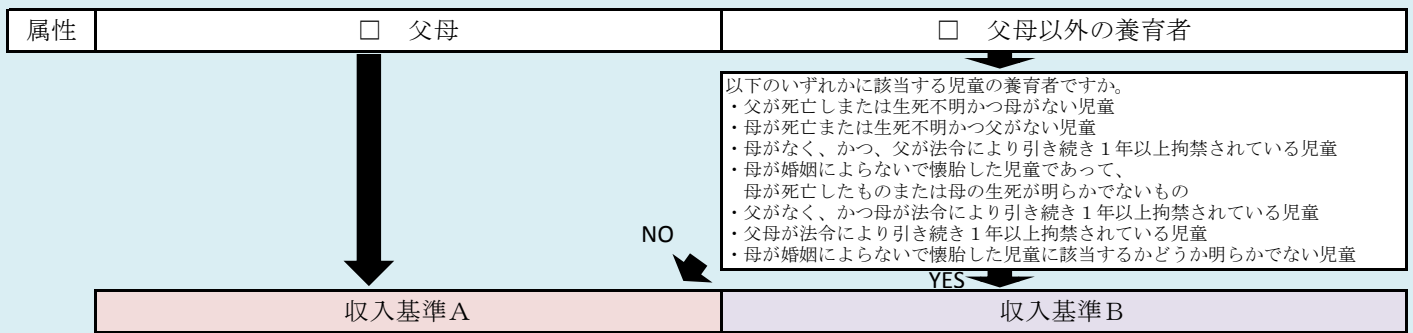 属性
□ 父母
□ 父母以外の養育者
以下のいずれかに該当する児童の養育者ですか。
・父が死亡しまたは生死不明かつ母がない児童
・母が死亡または生死不明かつ父がない児童
・母がなく、かつ、父が法令により引き続き１年以上拘禁されている児童
・母が婚姻によらないで懐胎した児童であって、
母が死亡したものまたは母の生死が明らかでないもの
・父がなく、かつ母が法令により引き続き１年以上拘禁されている児童
・父母が法令により引き続き１年以上拘禁されている児童
・母が婚姻によらないで懐胎した児童に該当するかどうか明らかでない児童
NO
YES
収入基準Ａ
収入基準Ｂ